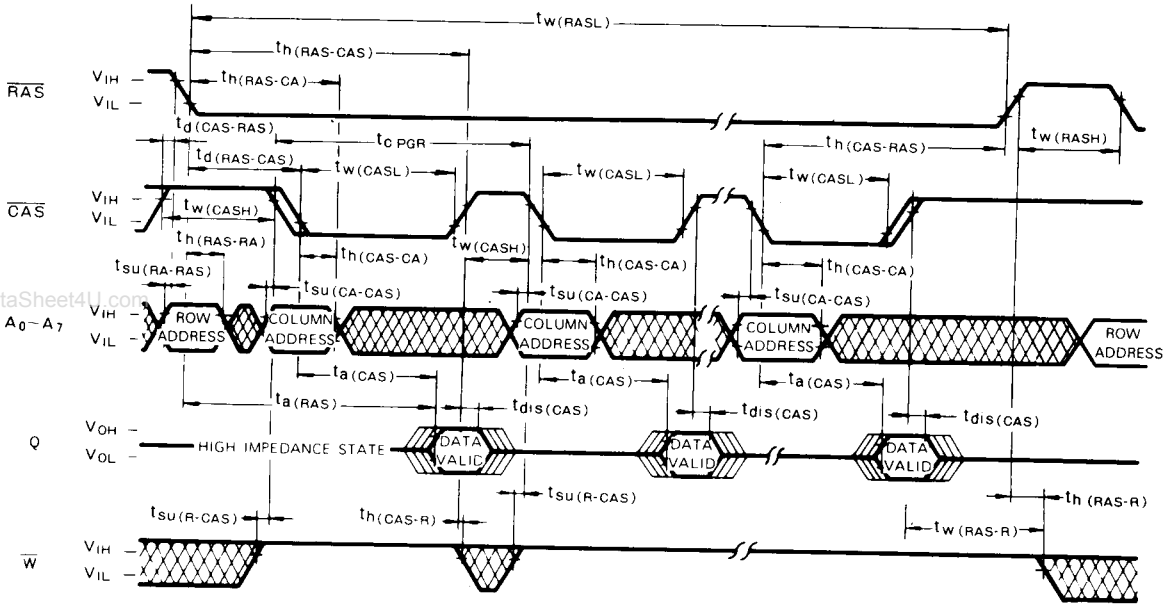 tw(RASL)
th(RAS-CAS)
RAS
VIH
VIL
th(RAS-CA)
td(CAS-RAS)
tC PGR
th(CAS-RAS)
tw(RASH)
td(RAS-CAS)
tw(CASL)
tw(CASL)
tw(CASL)
CAS
VIH
VIL
tw(CASH)
th(RAS-RA)
tw(CASH)
th(CAS-CA)
th(CAS-CA)
th(CAS-CA)
tsu(RA-RAS)
tsu(CA-CAS)
tsu(CA-CAS)
tsu(CA-CAS)
taSheet4U.com
A0~A7
VIH
VIL
ROW ADDRESS
COLUMN ADDRESS
COLUMN ADDRESS
COLUMN ADDRESS
ROW ADDRESS
ta(CAS)
ta(CAS)
ta(CAS)
ta(RAS)
tdis(CAS)
tdis(CAS)
tdis(CAS)
Q
VOH
VOL
HIGH IMPEDANCE STATE
DATA VALID
DATA VALID
DATA VALID
tsu(R-CAS)
th(RAS-R)
tsu(R-CAS)
th(CAS-R)
tw(RAS-R)
W
VIH
VIL